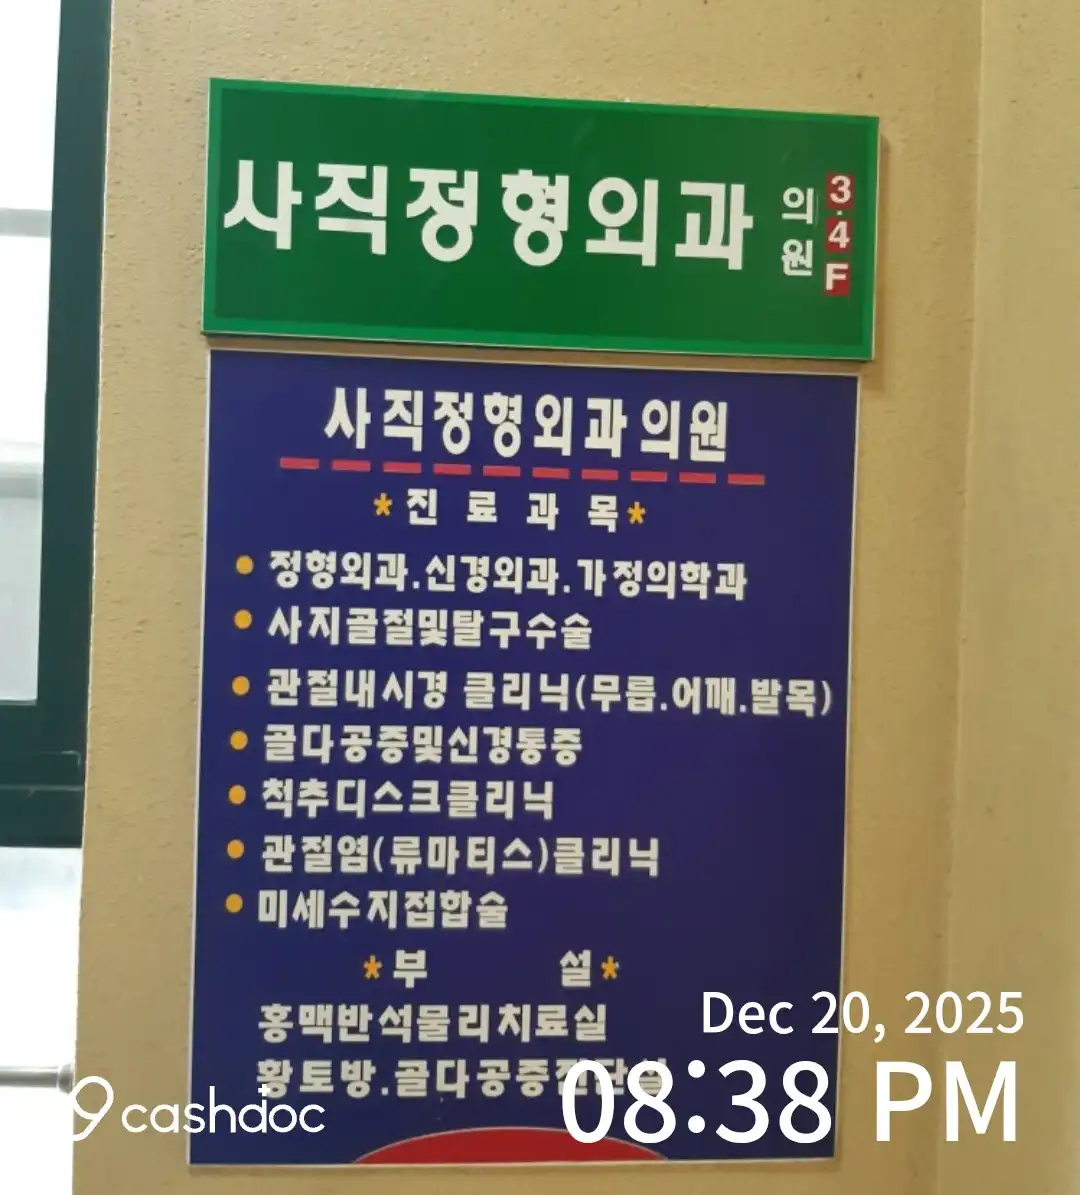 사직정형외과 의원 3.4F
사직정형외과의원
*진 료 과 목*
• 정형외과.신경외과.가정의학과
• 사지골절및탈구수술
• 관절내시경 클리닉(무릅.어깨.발목)
• 골다공증및신경통증
• 척추디스크클리닉
• 관절염(류마티스)클리닉
• 미세수지접합술
*부 설*
홍맥반석물리치료실
황토방.골다공증진단실
Dec 20, 2025
08:38 PM
cashdoc